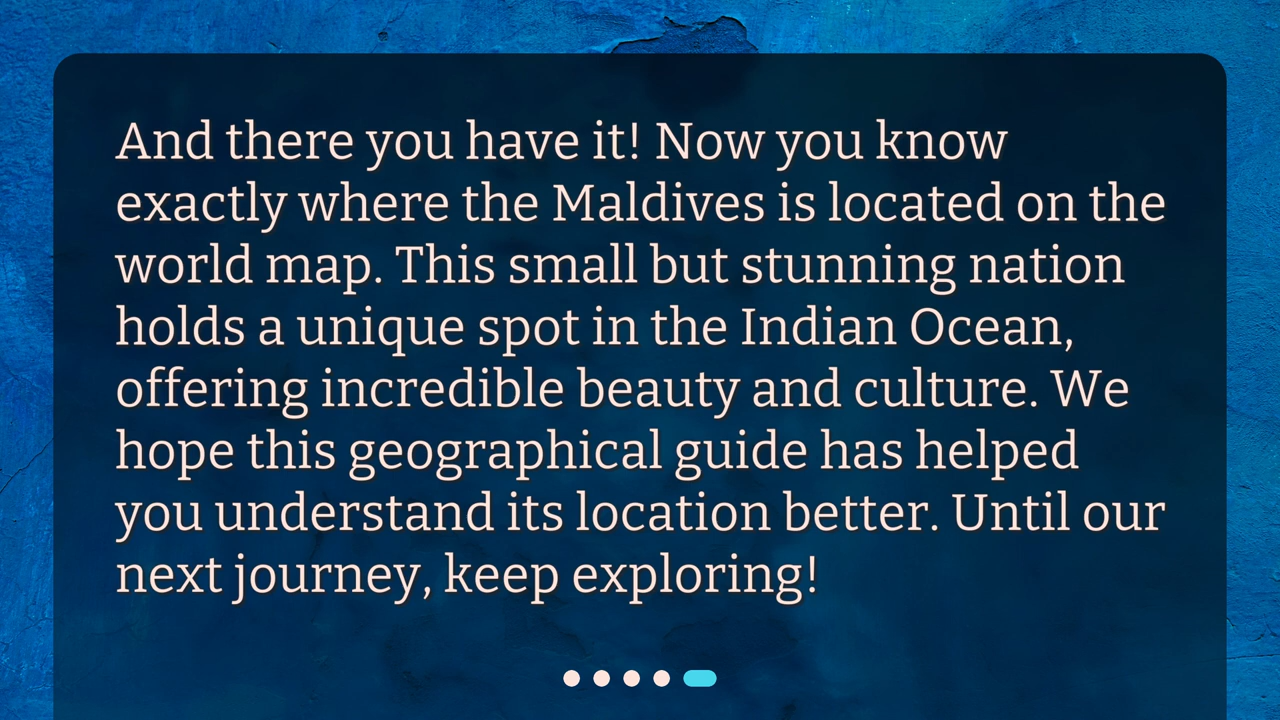 And there you have it! Now you know
exactly where the Maldives is located on the
world map. This small but stunning nation
holds a unique spot in the Indian Ocean,
offering incredible beauty and culture. We
hope this geographical guide has helped
you understand its location better. Until our
next journey, keep exploring!